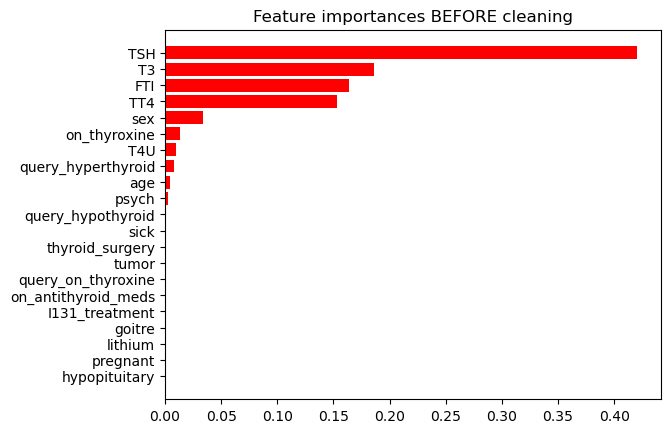 Feature importances BEFORE cleaning
TSH
T3
FTI
TT4
sex
on_thyroxine
T4U
query_hyperthyroid
age
psych
query_hypothyroid
sick
thyroid_surgery
tumor
query_on_thyroxine
on_antithyroid_meds
I131_treatment
goitre
lithium
pregnant
hypopituitary
0.00 0.05 0.10 0.15 0.20 0.25 0.30 0.35 0.40